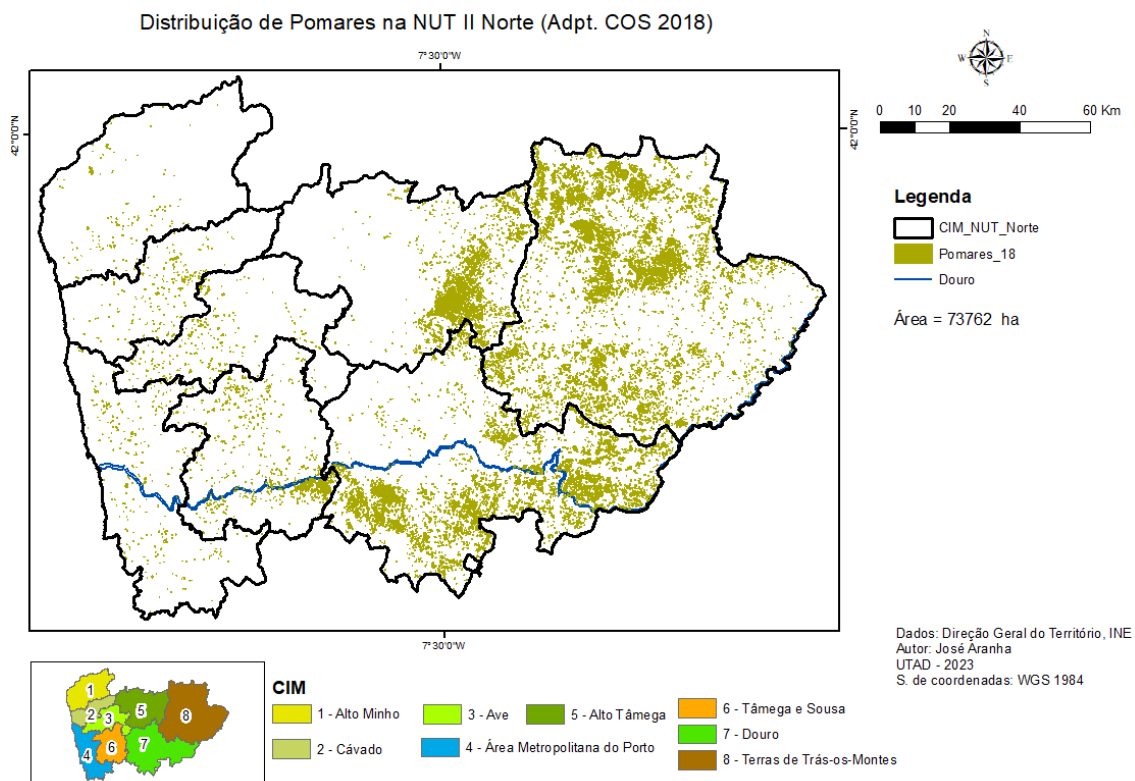 Distribuição de Pomares na NUT II Norte (Adpt. COS 2018)
7°30'0"W
N
W
E
S
0 10 20 40 60 Km
42°0'0"N
42°0'0"N
Legenda
CIM_NUT_Norte
Pomares_18
Douro
Área = 73762 ha
7°30'0"W
Dados: Direção Geral do Território, INE
Autor: José Aranha
UTAD - 2023
S. de coordenadas: WGS 1984
1
2
3
4
5
6
7
8
CIM
1 - Alto Minho
2 - Cávado
3 - Ave
4 - Área Metropolitana do Porto
5 - Alto Tâmega
6 - Tâmega e Sousa
7 - Douro
8 - Terras de Trás-os-Montes